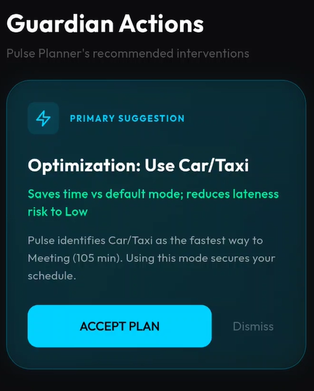 Guardian Actions
Pulse Planner's recommended interventions
PRIMARY SUGGESTION
Optimization: Use Car/Taxi
Saves time vs default mode; reduces lateness
risk to Low
Pulse identifies Car/Taxi as the fastest way to
Meeting (105 min). Using this mode secures your
schedule.
ACCEPT PLAN
Dismiss